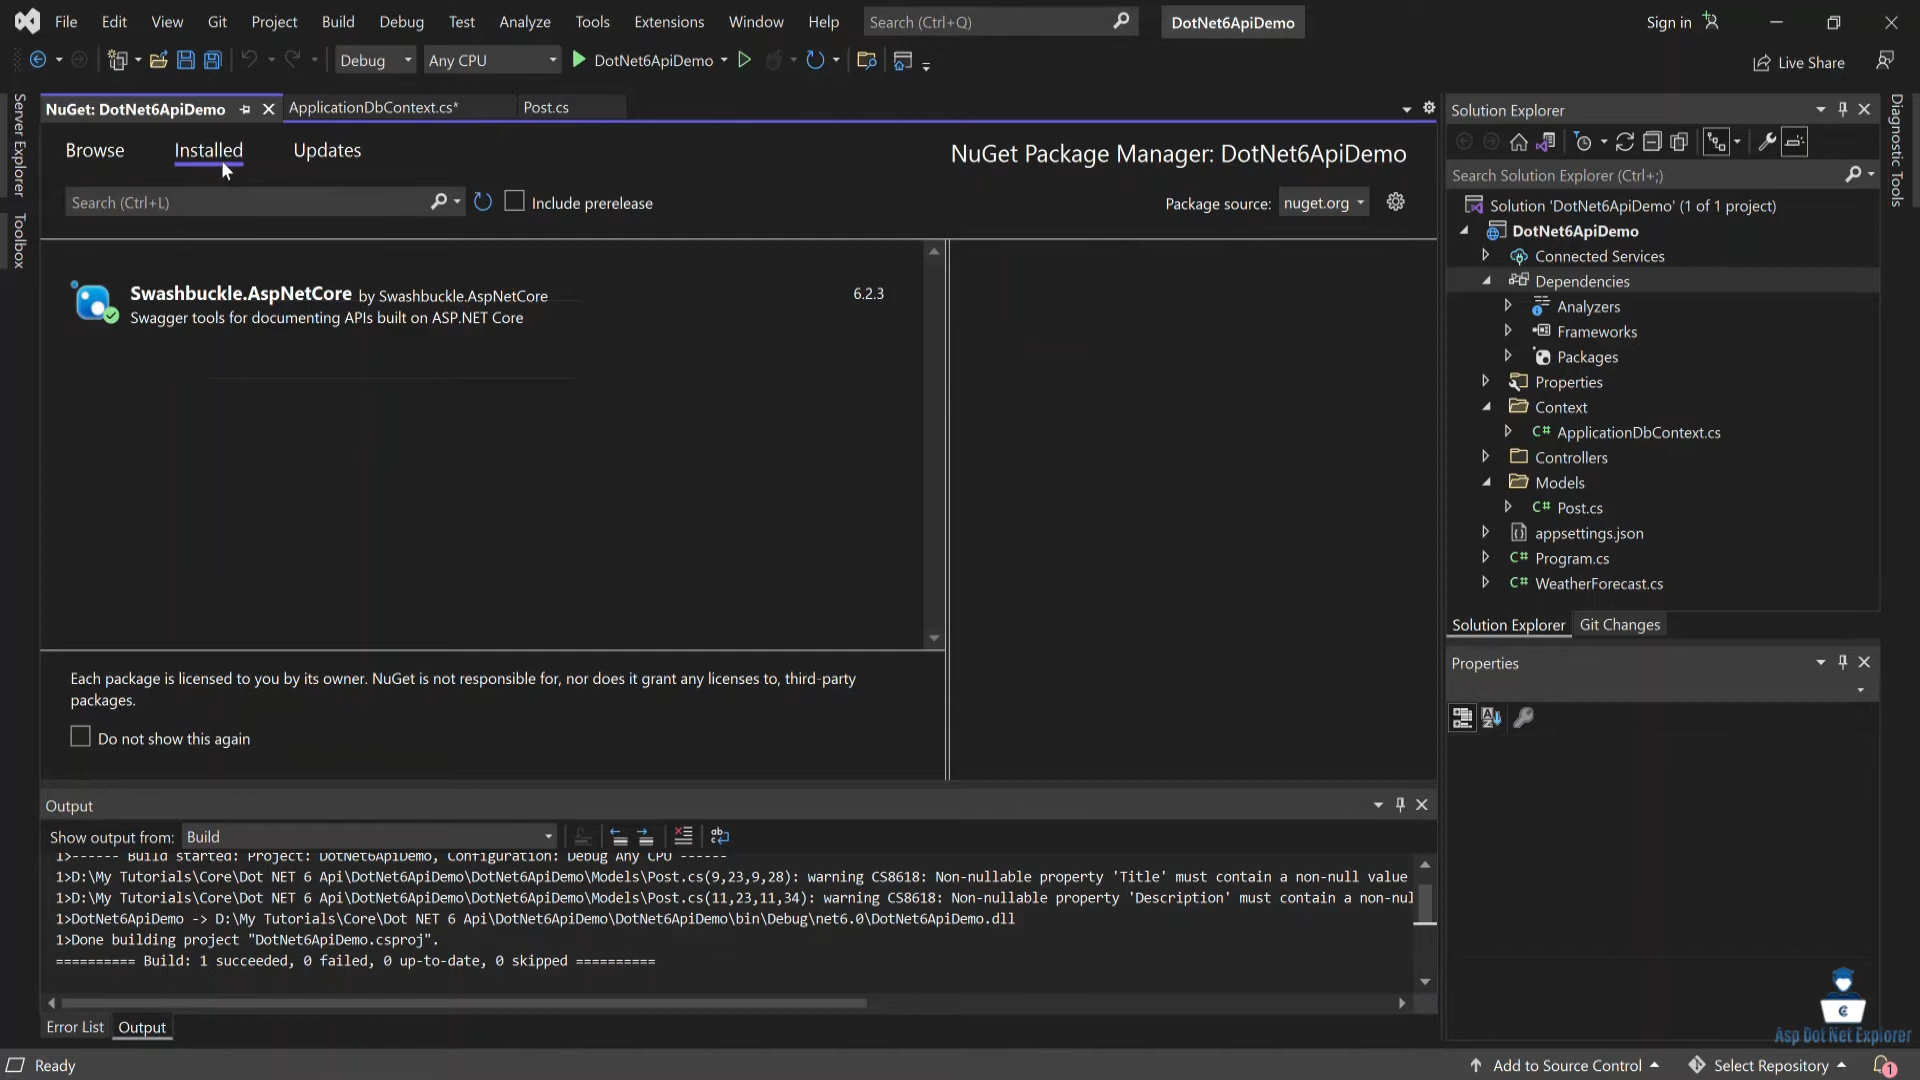 File Edit View Git Project Build Debug Test Analyze Tools Extensions Window Help Search (Ctrl+Q) DotNet6ApiDemo Sign in
Debug Any CPU DotNet6ApiDemo Live Share
Server Explorer
Toolbox
NuGet: DotNet6ApiDemo ApplicationDbContext.cs* Post.cs
Browse Installed Updates NuGet Package Manager: DotNet6ApiDemo
Search (Ctrl+L) Include prerelease Package source: nuget.org
Swashbuckle.AspNetCore by Swashbuckle.AspNetCore 6.2.3
Swagger tools for documenting APIs built on ASP.NET Core
Each package is licensed to you by its owner. NuGet is not responsible for, nor does it grant any licenses to, third-party
packages.
Do not show this again
Output
Show output from: Build
1>------ Build started: Project: DotNet6ApiDemo, Configuration: Debug Any CPU ------
1>D:\My Tutorials\Core\Dot NET 6 Api\DotNet6ApiDemo\DotNet6ApiDemo\Models\Post.cs(9,23,9,28): warning CS8618: Non-nullable property 'Title' must contain a non-null value
1>D:\My Tutorials\Core\Dot NET 6 Api\DotNet6ApiDemo\DotNet6ApiDemo\Models\Post.cs(11,23,11,34): warning CS8618: Non-nullable property 'Description' must contain a non-nul
1>DotNet6ApiDemo -> D:\My Tutorials\Core\Dot NET 6 Api\DotNet6ApiDemo\DotNet6ApiDemo\bin\Debug\net6.0\DotNet6ApiDemo.dll
1>Done building project "DotNet6ApiDemo.csproj".
========== Build: 1 succeeded, 0 failed, 0 up-to-date, 0 skipped ==========
Error List Output
Solution Explorer
Search Solution Explorer (Ctrl+;)
Solution 'DotNet6ApiDemo' (1 of 1 project)
DotNet6ApiDemo
Connected Services
Dependencies
Analyzers
Frameworks
Packages
Properties
Context
C# ApplicationDbContext.cs
Controllers
Models
C# Post.cs
appsettings.json
C# Program.cs
C# WeatherForecast.cs
Solution Explorer Git Changes
Properties
Diagnostic Tools
Asp Dot Net Explorer
Ready Add to Source Control Select Repository 1